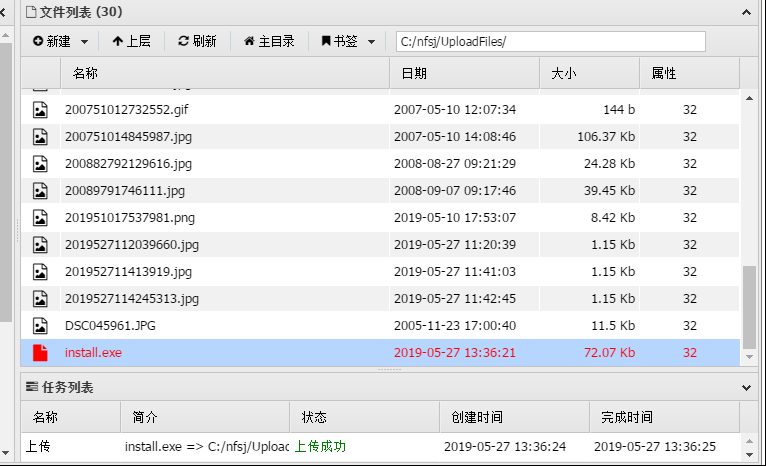 文件列表 (30)
新建 上层 刷新 主目录 书签 C:/nfsj/UploadFiles/
名称 日期 大小 属性
200751012732552.gif 2007-05-10 12:07:34 144 b 32
200751014845987.jpg 2007-05-10 14:08:46 106.37 Kb 32
200882792129616.jpg 2008-08-27 09:21:29 24.28 Kb 32
20089791746111.jpg 2008-09-07 09:17:46 39.45 Kb 32
201951017537981.png 2019-05-10 17:53:07 8.42 Kb 32
2019527112039660.jpg 2019-05-27 11:20:39 1.15 Kb 32
201952711413919.jpg 2019-05-27 11:41:03 1.15 Kb 32
2019527114245313.jpg 2019-05-27 11:42:45 1.15 Kb 32
DSC045961.JPG 2005-11-23 17:00:40 11.5 Kb 32
install.exe 2019-05-27 13:36:21 72.07 Kb 32
任务列表
名称 简介 状态 创建时间 完成时间
上传 install.exe => C:/nfsj/Upload 上传成功 2019-05-27 13:36:24 2019-05-27 13:36:25